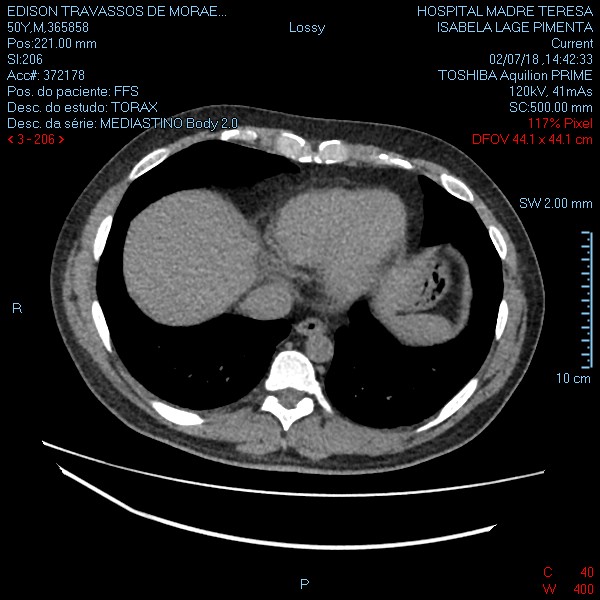 EDISON TRAVASSOS DE MORAE...
50Y,M,365858
Pos:221.00 mm
SI:206
Acc#: 372178
Pos. do paciente: FFS
Desc. do estudo: TORAX
Desc. da série: MEDIASTINO Body 2.0
< 3 - 206 >
Lossy
HOSPITAL MADRE TERESA
ISABELA LAGE PIMENTA
Current
02/07/18 ,14:42:33
TOSHIBA Aquilion PRIME
120kV, 41mAs
SC:500.00 mm
117% Pixel
DFOV 44.1 x 44.1 cm
SW 2.00 mm
R
10 cm
P
C 40
W 400